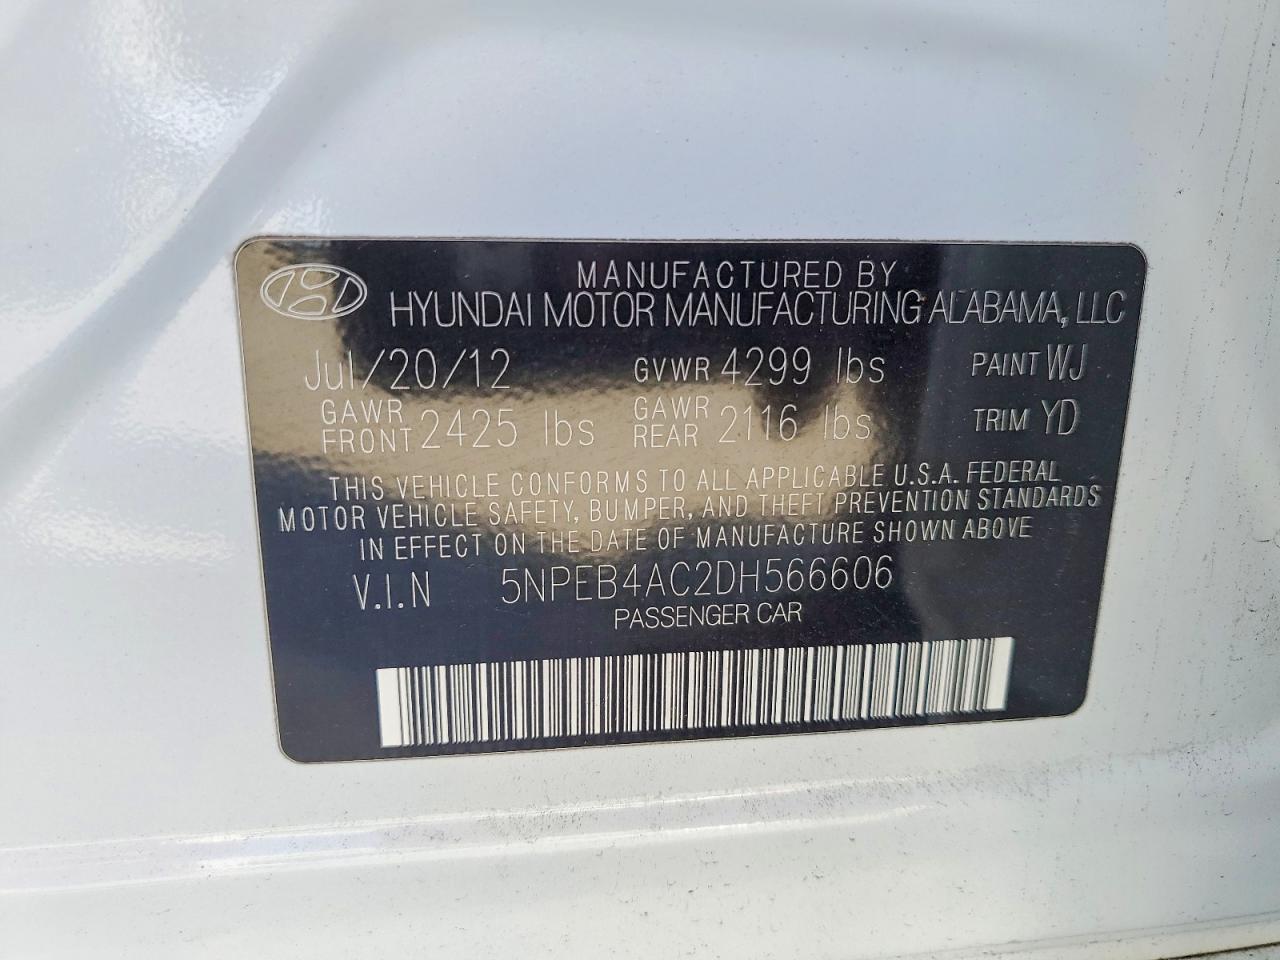 MANUFACTURED BY
HYUNDAI MOTOR MANUFACTURING ALABAMA, LLC
Jul/20/12 GVWR 4299 lbs PAINT WJ
GAWR FRONT 2425 lbs GAWR REAR 2116 lbs TRIM YD
THIS VEHICLE CONFORMS TO ALL APPLICABLE U.S.A. FEDERAL
MOTOR VEHICLE SAFETY, BUMPER, AND THEFT PREVENTION STANDARDS
IN EFFECT ON THE DATE OF MANUFACTURE SHOWN ABOVE
V.I.N 5NPEB4AC2DH566606
PASSENGER CAR